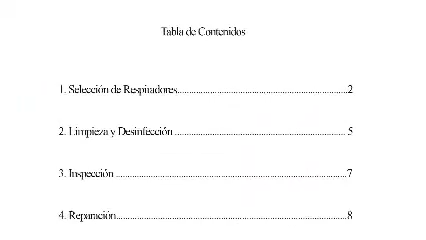 Tabla de Contenidos
1. Selección de Respiradores......................................................................2
2. Limpieza y Desinfección ...................................................................... 5
3. Inspección ...............................................................................................7
4. Reparación...............................................................................................8